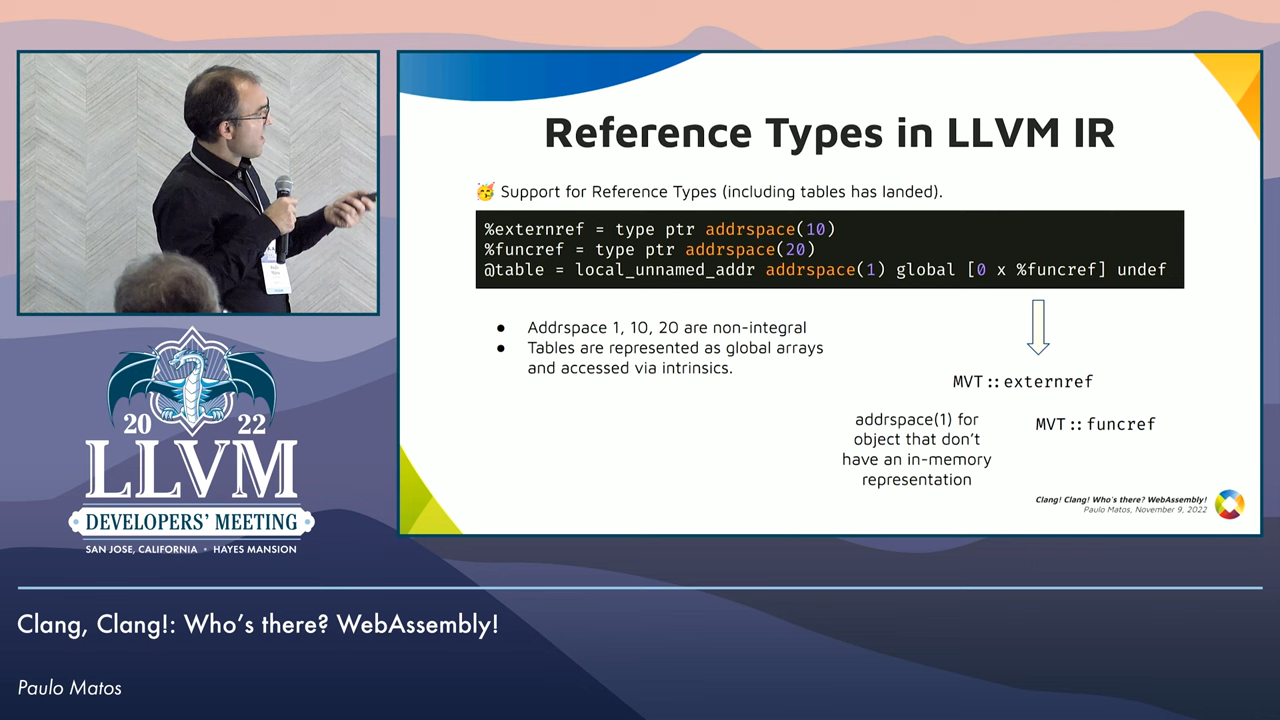 Reference Types in LLVM IR
🥳 Support for Reference Types (including tables has landed).
%externref = type ptr addrspace(10)
%funcref = type ptr addrspace(20)
@table = local_unnamed_addr addrspace(1) global [0 x %funcref] undef
● Addrspace 1, 10, 20 are non-integral
● Tables are represented as global arrays
and accessed via intrinsics.
MVT::externref
addrspace(1) for
object that don't
have an in-memory
representation
MVT::funcref
Clang! Clang! Who's there? WebAssembly!
Paulo Matos, November 9, 2022
20 22
LLVM
DEVELOPERS' MEETING
SAN JOSE, CALIFORNIA • HAYES MANSION
Clang, Clang!: Who's there? WebAssembly!
Paulo Matos